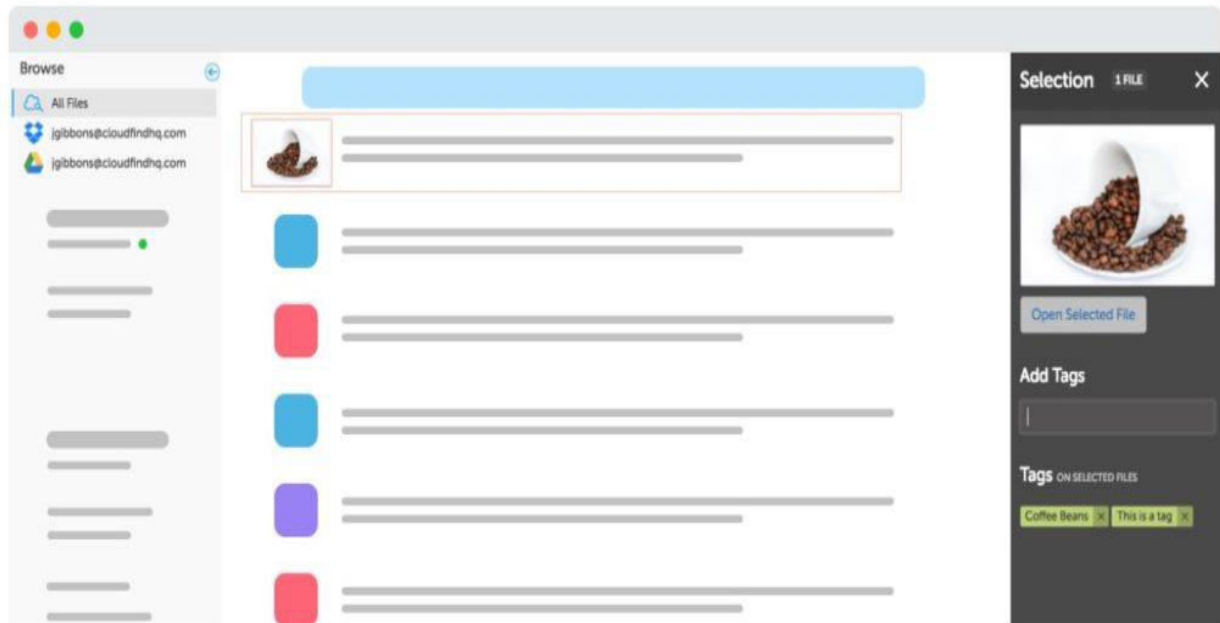 Browse
All Files
jgibbons@cloudfindhq.com
jgibbons@cloudfindhq.com
Selection 1 FILE
Open Selected File
Add Tags
Tags ON SELECTED FILES
Coffee Beans × This is a tag ×